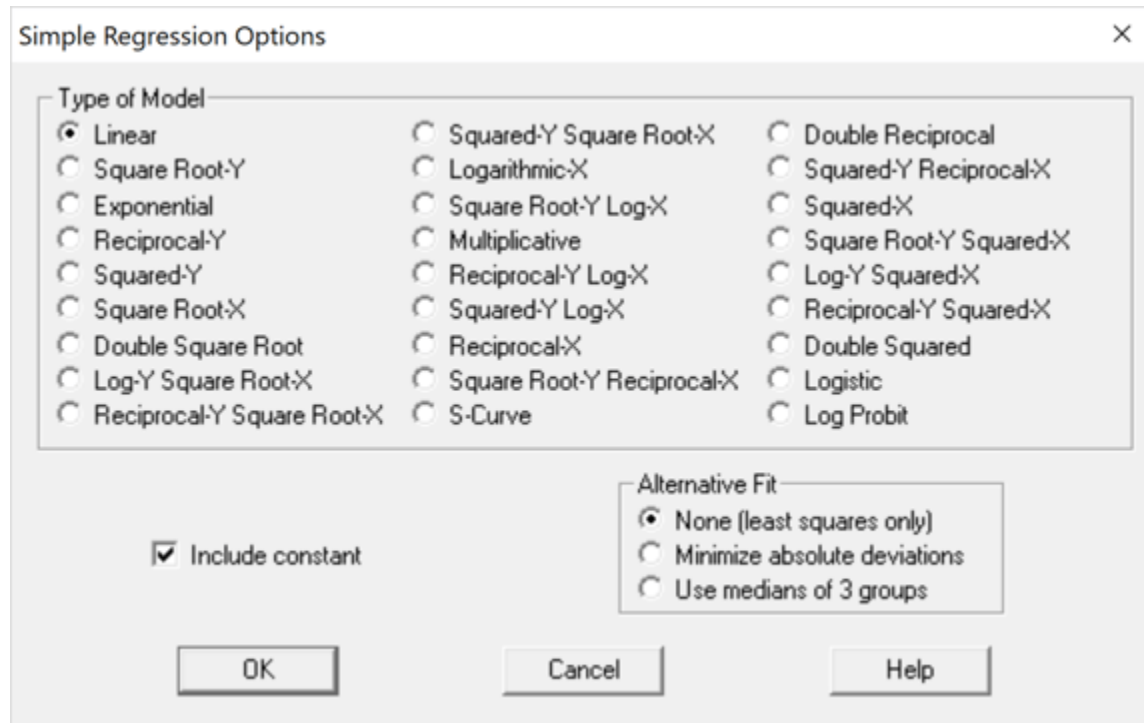 Simple Regression Options
Type of Model
Linear
Square Root-Y
Exponential
Reciprocal-Y
Squared-Y
Square Root-X
Double Square Root
Log-Y Square Root-X
Reciprocal-Y Square Root-X
Squared-Y Square Root-X
Logarithmic-X
Square Root-Y Log-X
Multiplicative
Reciprocal-Y Log-X
Squared-Y Log-X
Reciprocal-X
Square Root-Y Reciprocal-X
S-Curve
Double Reciprocal
Squared-Y Reciprocal-X
Squared-X
Square Root-Y Squared-X
Log-Y Squared-X
Reciprocal-Y Squared-X
Double Squared
Logistic
Log Probit
Include constant
Alternative Fit
None (least squares only)
Minimize absolute deviations
Use medians of 3 groups
OK
Cancel
Help